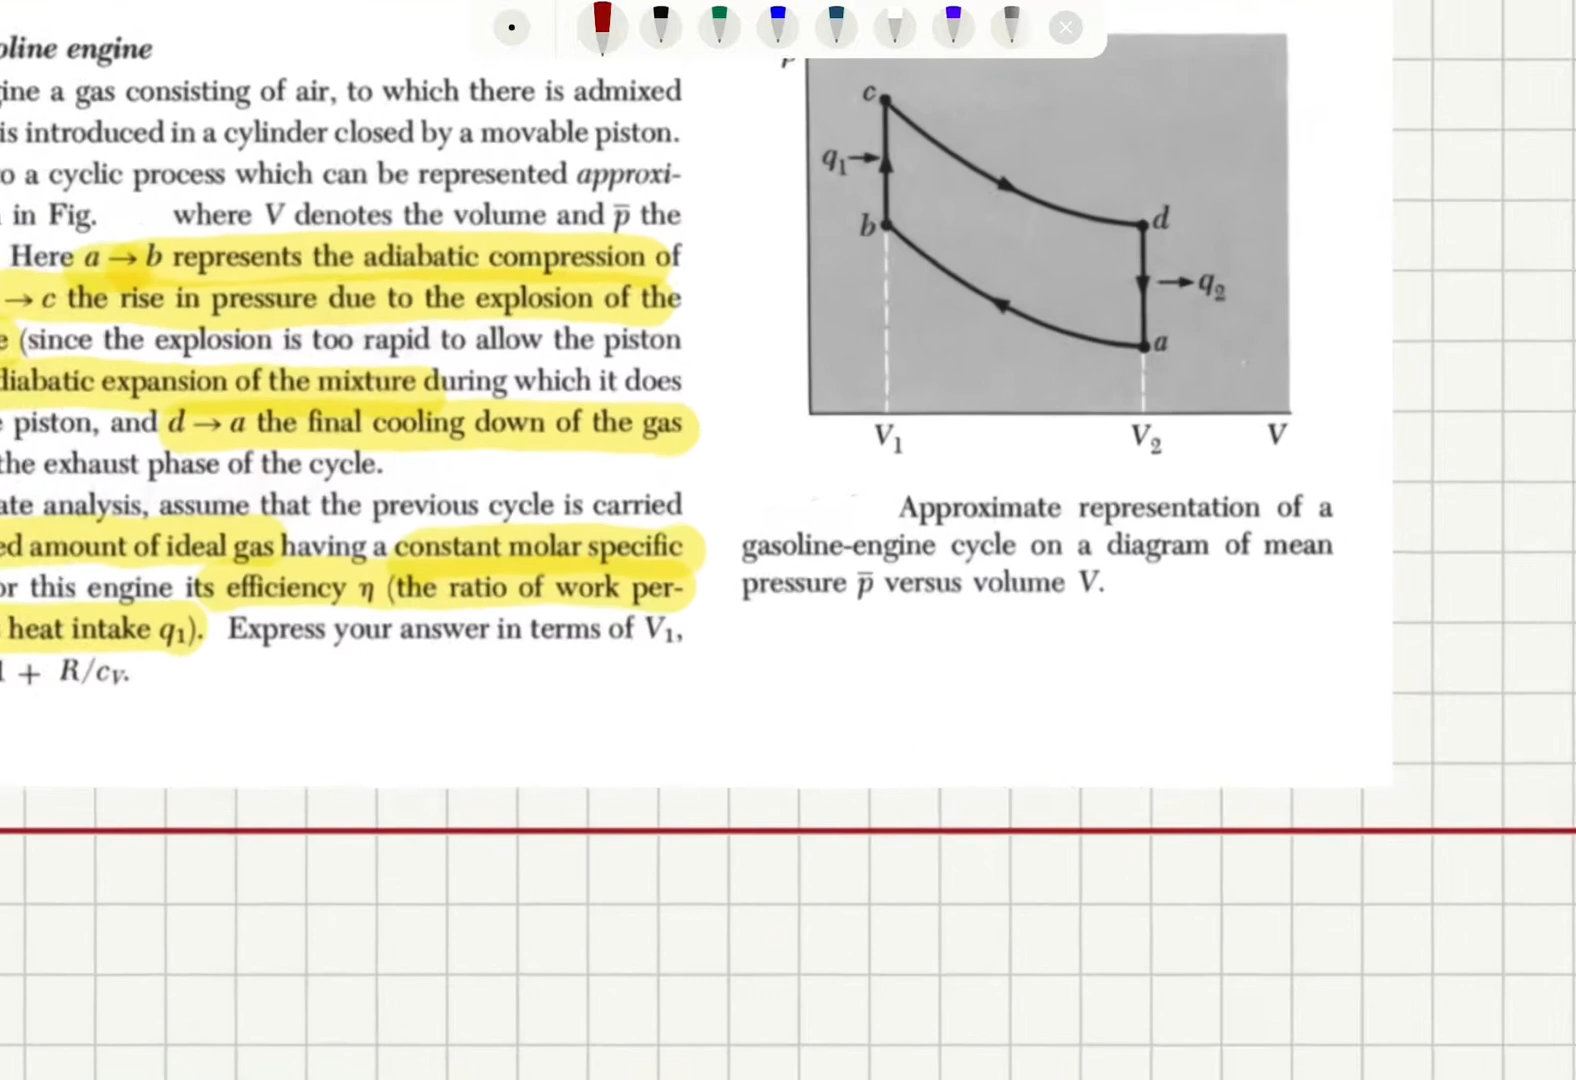 oline engine
ine a gas consisting of air, to which there is admixed
is introduced in a cylinder closed by a movable piston.
o a cyclic process which can be represented approxi-
in Fig. where V denotes the volume and p̅ the
Here a → b represents the adiabatic compression of
→ c the rise in pressure due to the explosion of the
e (since the explosion is too rapid to allow the piston
diabatic expansion of the mixture during which it does
piston, and d → a the final cooling down of the gas
the exhaust phase of the cycle.
ate analysis, assume that the previous cycle is carried
ed amount of ideal gas having a constant molar specific
or this engine its efficiency η (the ratio of work per-
heat intake q₁). Express your answer in terms of V₁,
1 + R/cᵥ.
c
q₁
b
d
q₂
a
V₁ V₂ V
Approximate representation of a
gasoline-engine cycle on a diagram of mean
pressure p̅ versus volume V.